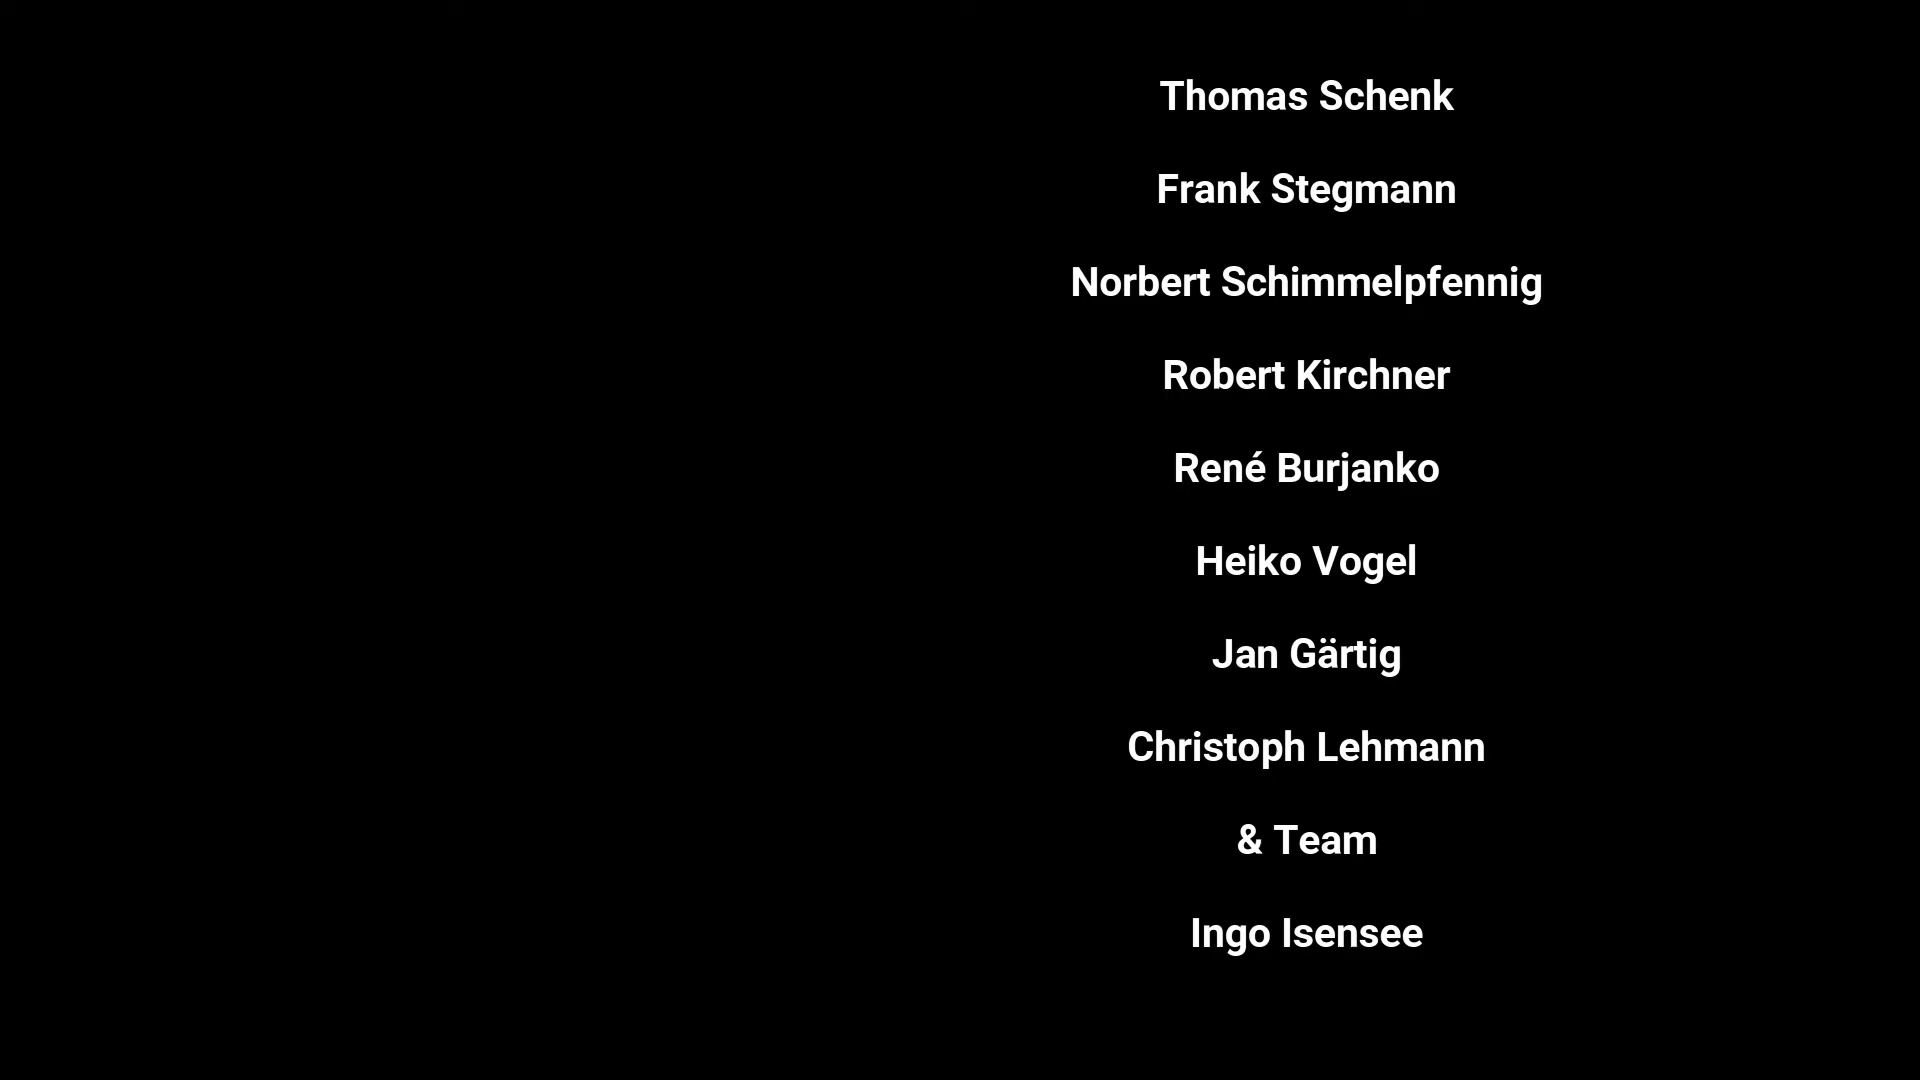 Thomas Schenk
Frank Stegmann
Norbert Schimmelpfennig
Robert Kirchner
René Burjanko
Heiko Vogel
Jan Gärtig
Christoph Lehmann
& Team
Ingo Isensee